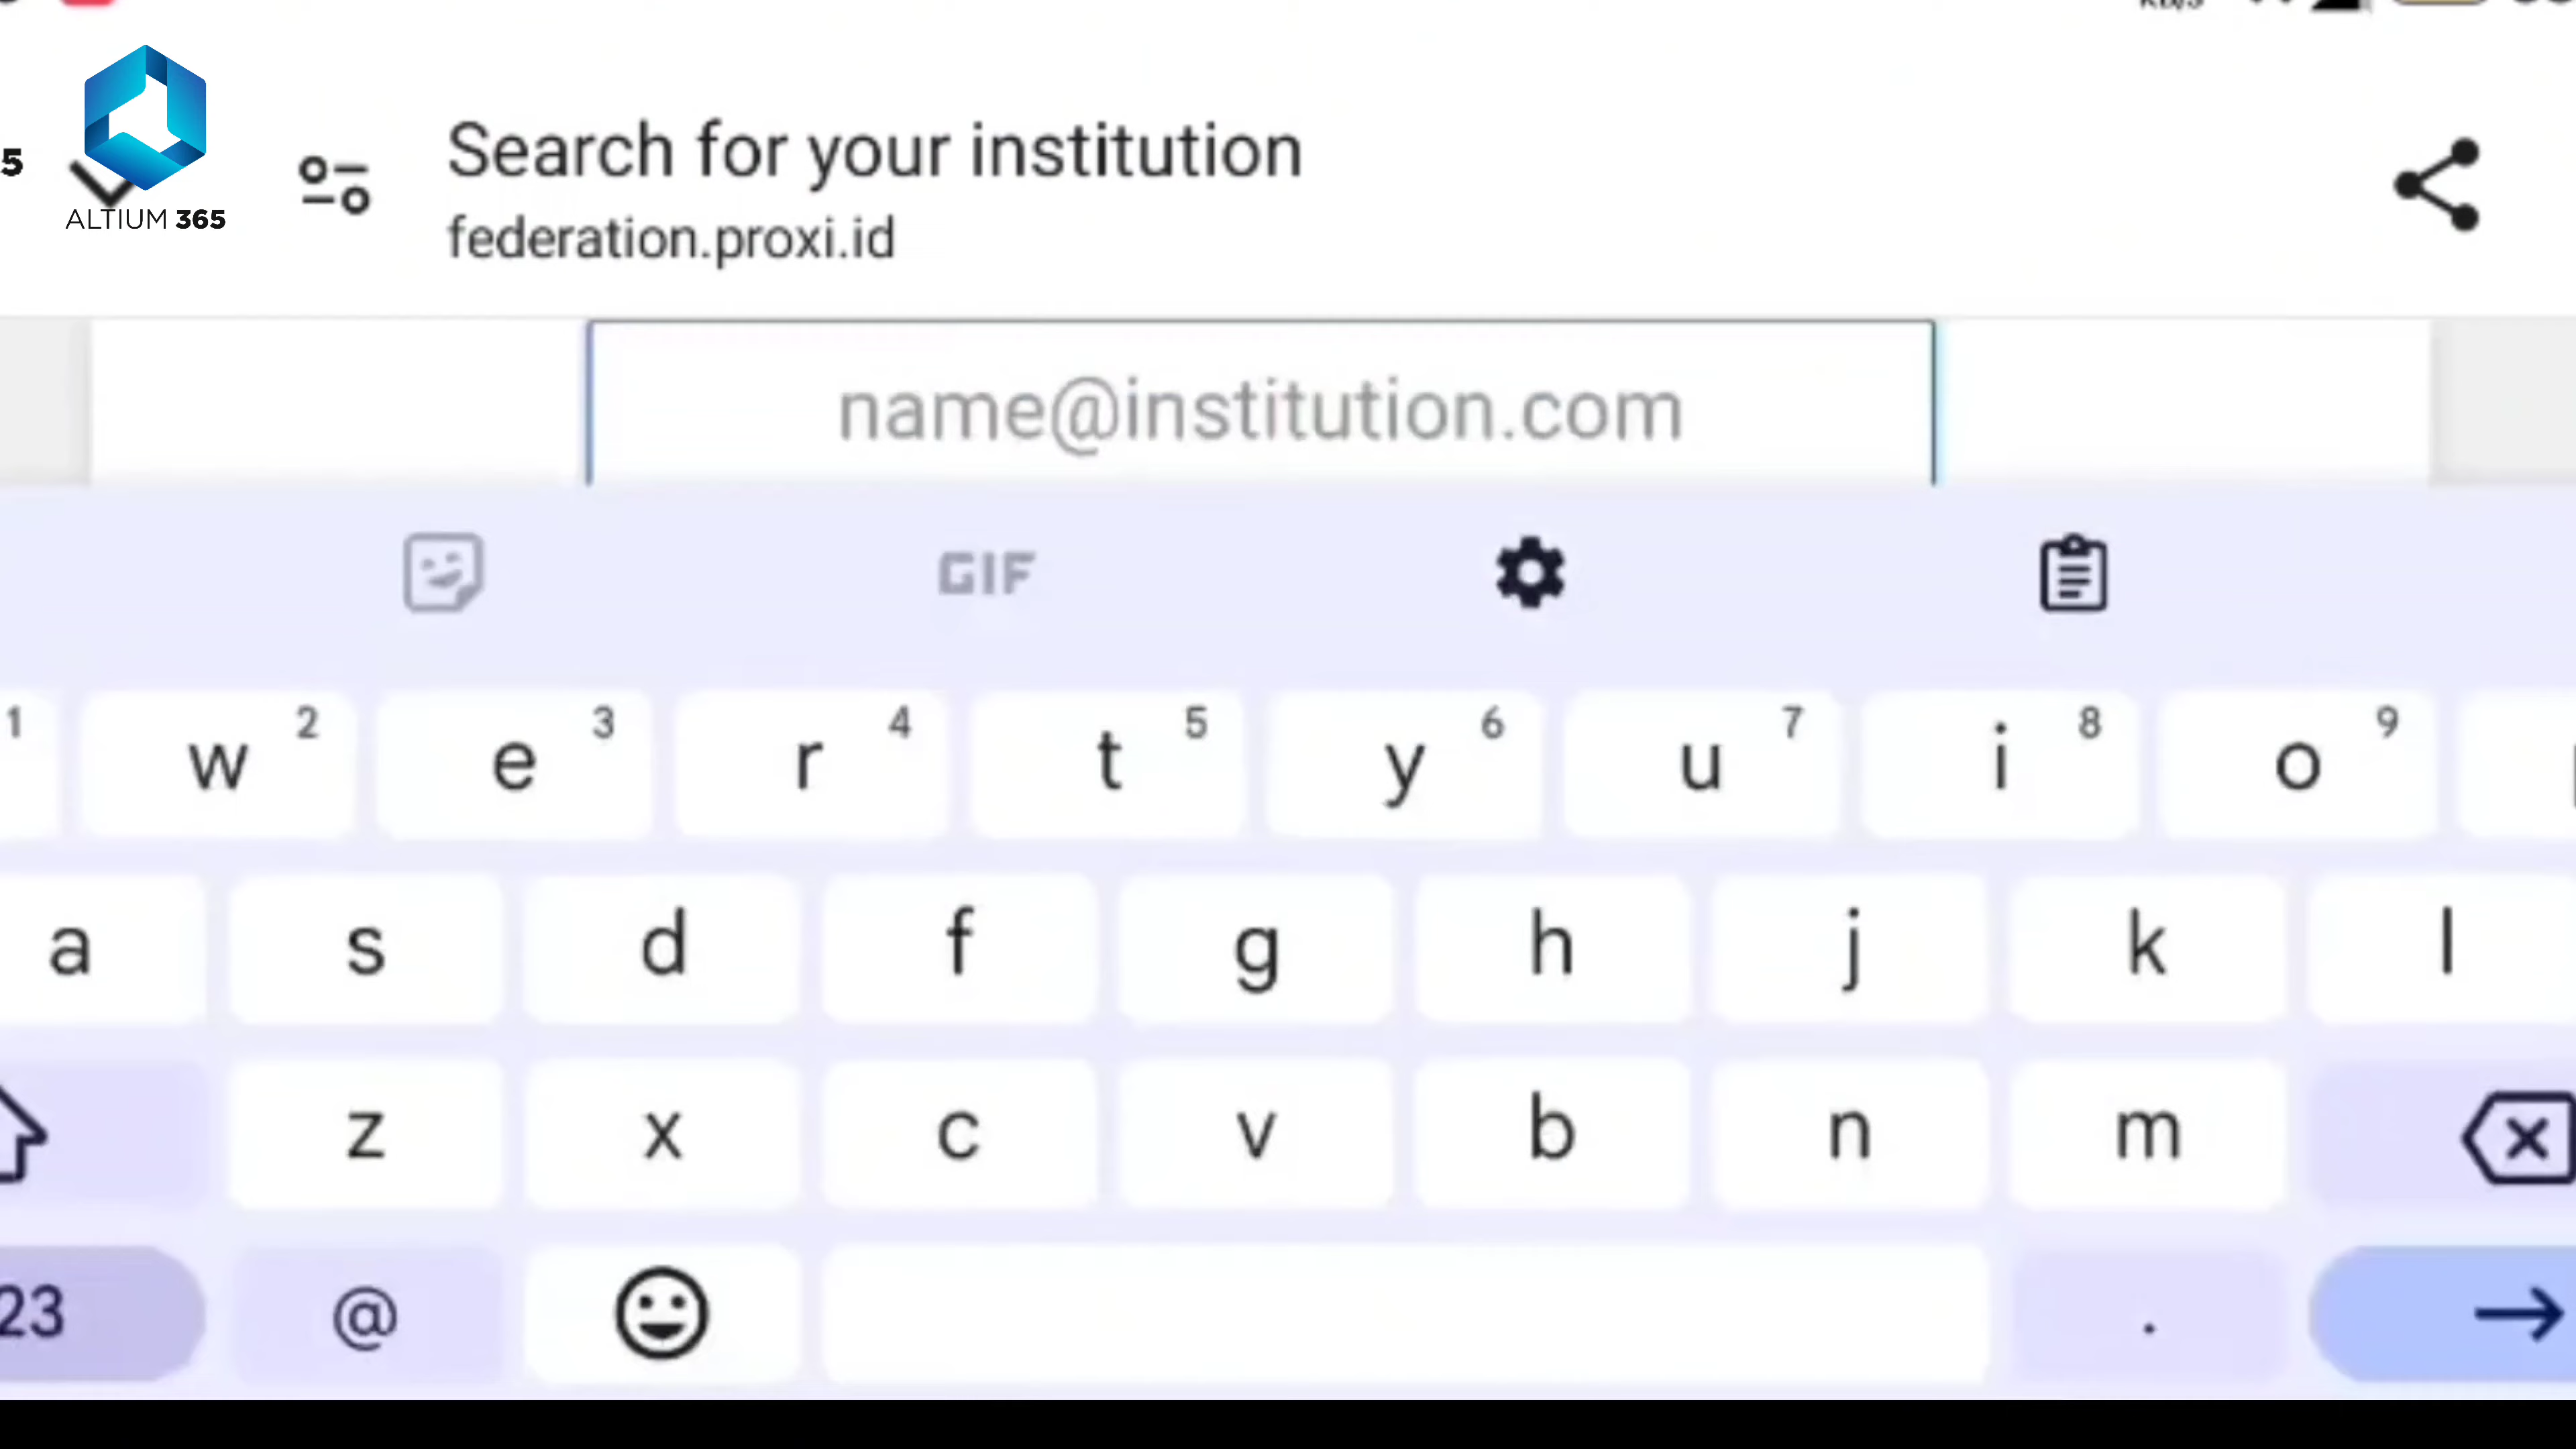 5
ALTIUM 365
Search for your institution
federation.proxi.id
name@institution.com
GIF
1 w 2 e 3 r 4 t 5 y 6 u 7 i 8 o 9
a s d f g h j k l
z x c v b n m
23 @ .